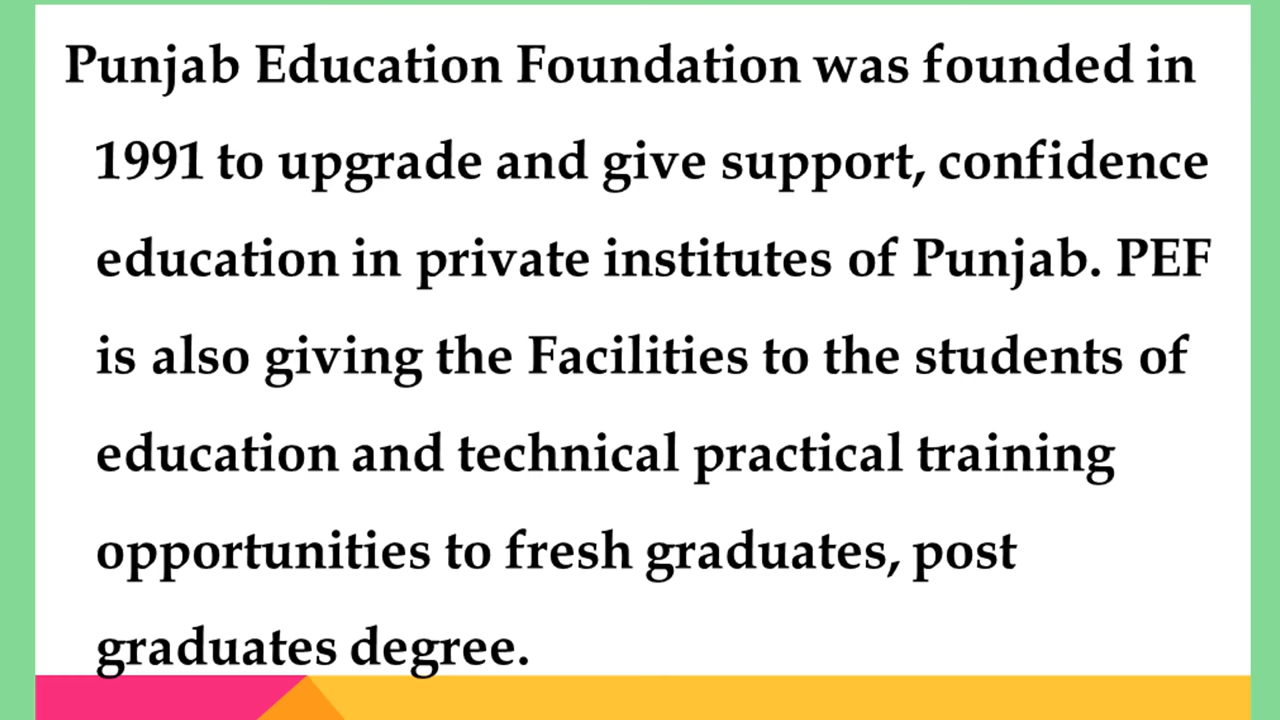 Punjab Education Foundation was founded in
1991 to upgrade and give support, confidence
education in private institutes of Punjab. PEF
is also giving the Facilities to the students of
education and technical practical training
opportunities to fresh graduates, post
graduates degree.